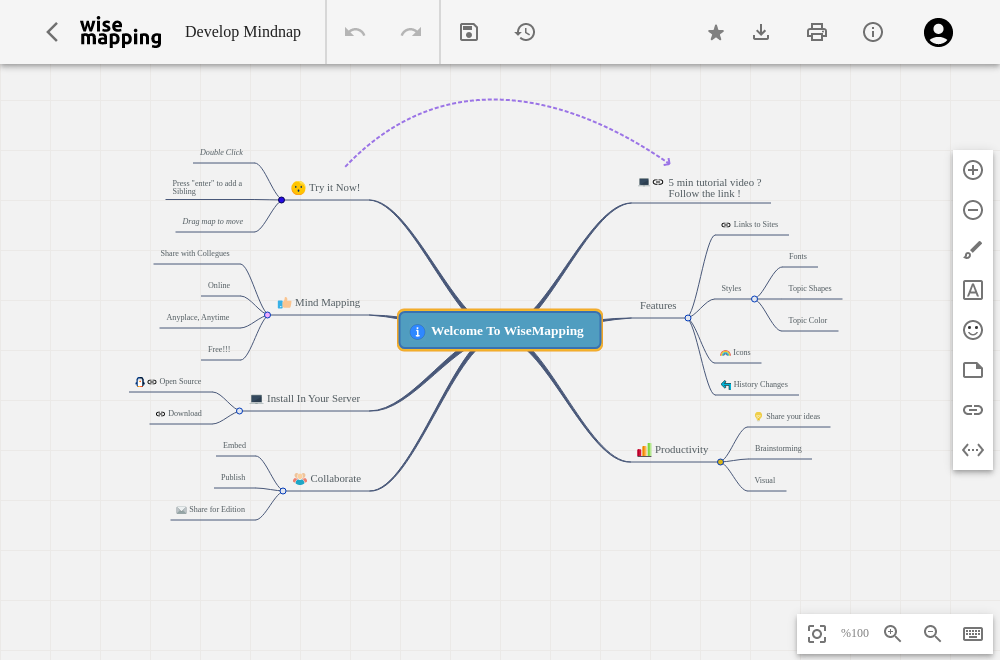 wise
mapping
Develop Mindnap
Double Click
Press "enter" to add a
Sibling
Drag map to move
Try it Now!
Share with Collegues
Online
Anyplace, Anytime
Free!!!
Mind Mapping
Open Source
Download
Install In Your Server
Embed
Publish
Share for Edition
Collaborate
Welcome To WiseMapping
5 min tutorial video ?
Follow the link !
Links to Sites
Fonts
Styles
Topic Shapes
Topic Color
Features
Icons
History Changes
Share your ideas
Productivity
Brainstorming
Visual
A
%100